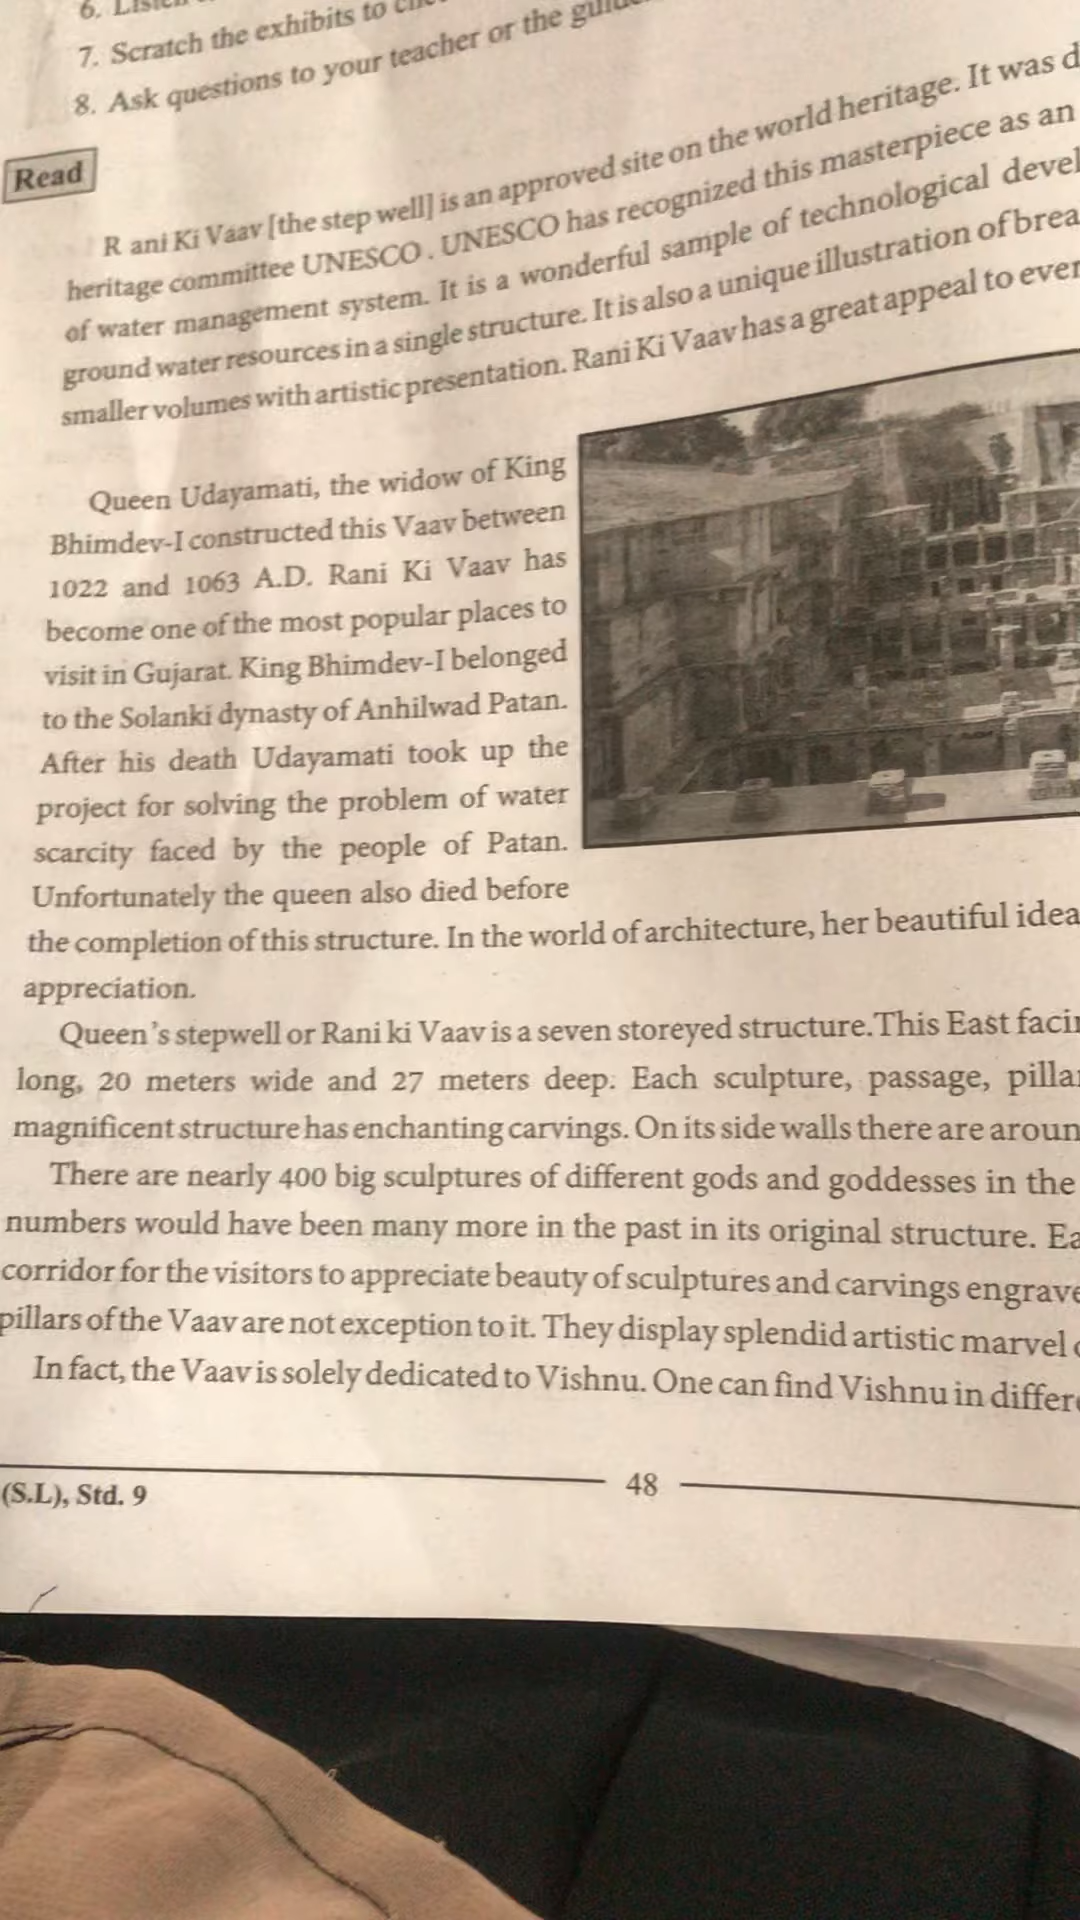 6.
7. Scratch the exhibits to
8. Ask questions to your teacher or the
Read
R ani Ki Vaav [the step well] is an approved site on the world heritage. It was
heritage committee UNESCO . UNESCO has recognized this masterpiece as an
of water management system. It is a wonderful sample of technological
ground water resources in a single structure. It is also a unique illustration of
smaller volumes with artistic presentation. Rani Ki Vaav has a great appeal to
Queen Udayamati, the widow of King
Bhimdev-I constructed this Vaav between
1022 and 1063 A.D. Rani Ki Vaav has
become one of the most popular places to
visit in Gujarat. King Bhimdev-I belonged
to the Solanki dynasty of Anhilwad Patan.
After his death Udayamati took up the
project for solving the problem of water
scarcity faced by the people of Patan.
Unfortunately the queen also died before
the completion of this structure. In the world of architecture, her beautiful idea
appreciation.
Queen's stepwell or Rani ki Vaav is a seven storeyed structure.This East
long, 20 meters wide and 27 meters deep. Each sculpture, passage,
magnificent structure has enchanting carvings. On its side walls there are
There are nearly 400 big sculptures of different gods and goddesses in the
numbers would have been many more in the past in its original structure.
corridor for the visitors to appreciate beauty of sculptures and carvings
pillars of the Vaav are not exception to it. They display splendid artistic marvel
In fact, the Vaav is solely dedicated to Vishnu. One can find Vishnu in
(S.L), Std. 9
48